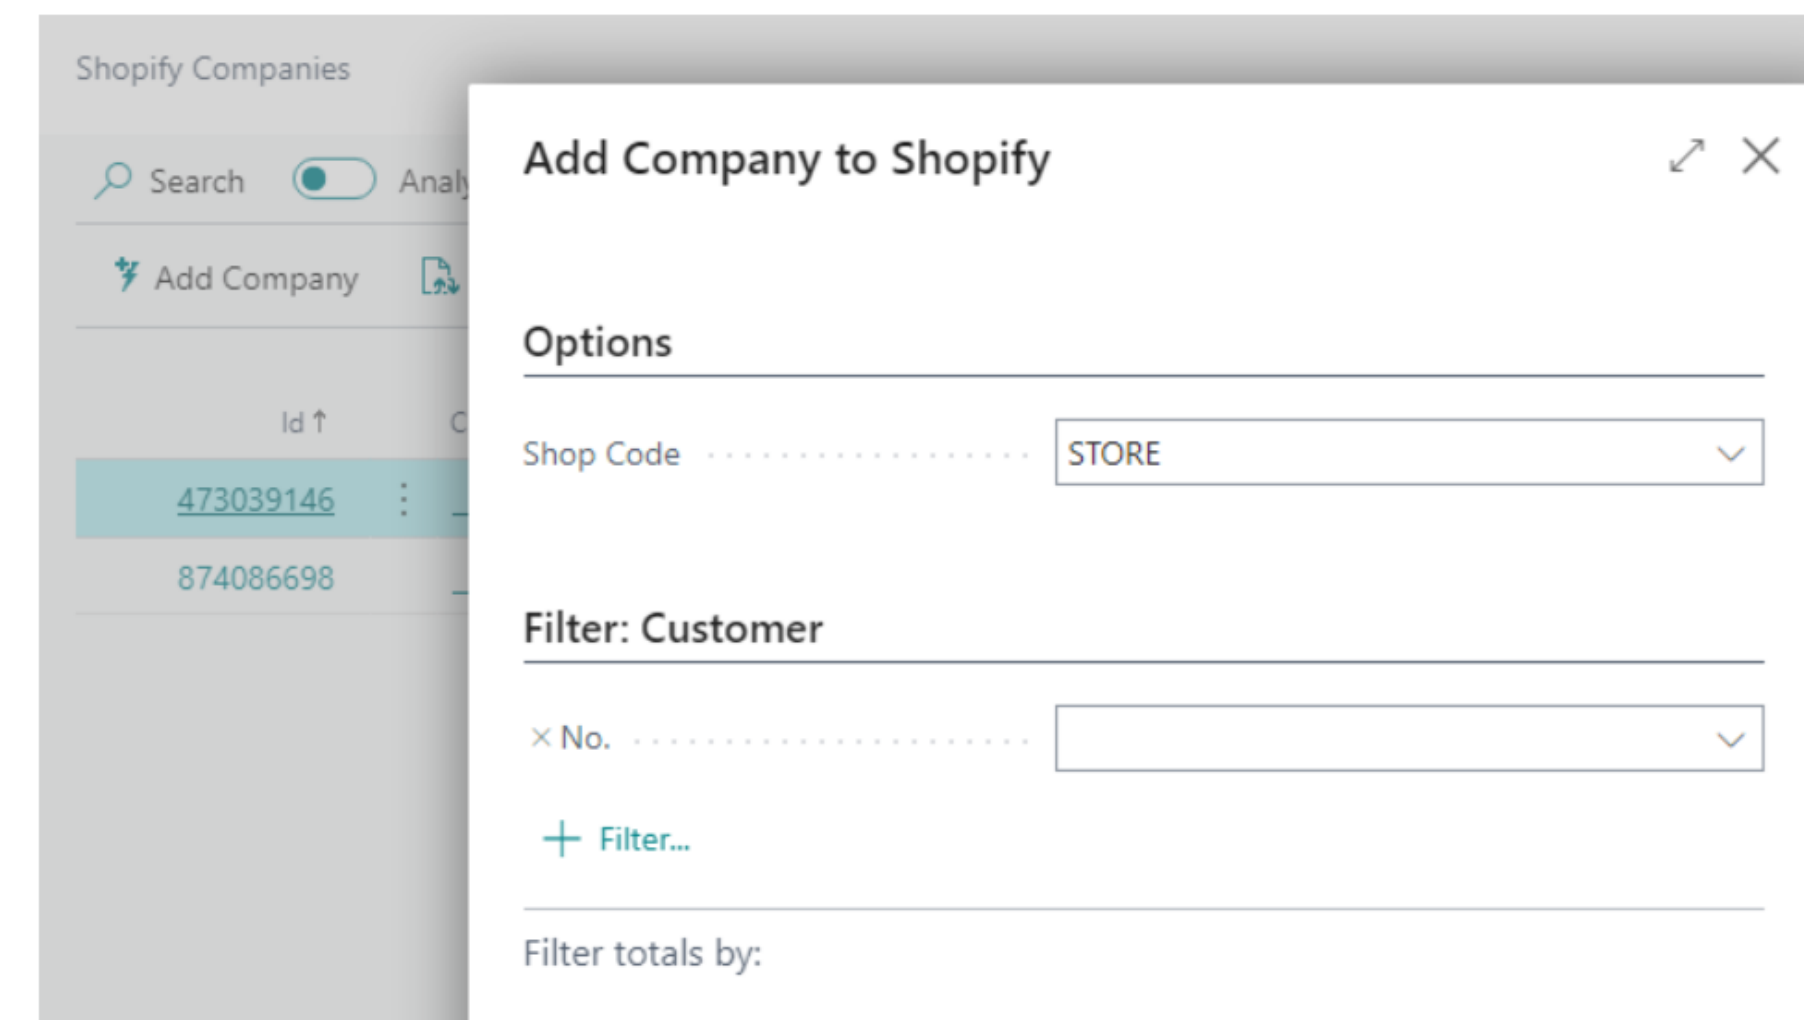 Shopify Companies
Search
Add Company
Id ↑
473039146
874086698
Add Company to Shopify
Options
Shop Code
STORE
Filter: Customer
× No.
+ Filter...
Filter totals by: